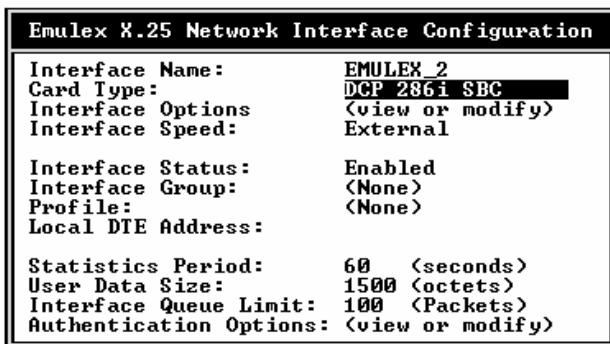 Emulex X.25 Network Interface Configuration
Interface Name: EMULEX_2
Card Type: DCP 286i SBC
Interface Options (view or modify)
Interface Speed: External
Interface Status: Enabled
Interface Group: (None)
Profile: (None)
Local DTE Address:
Statistics Period: 60 (seconds)
User Data Size: 1500 (octets)
Interface Queue Limit: 100 (Packets)
Authentication Options: (view or modify)